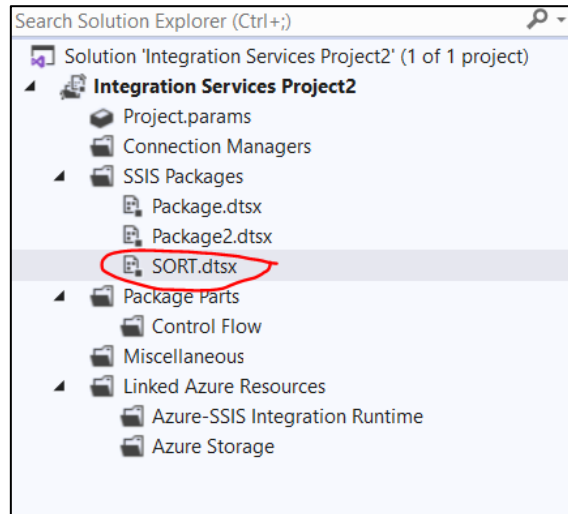 Search Solution Explorer (Ctrl+;)
Solution 'Integration Services Project2' (1 of 1 project)
Integration Services Project2
Project.params
Connection Managers
SSIS Packages
Package.dtsx
Package2.dtsx
SORT.dtsx
Package Parts
Control Flow
Miscellaneous
Linked Azure Resources
Azure-SSIS Integration Runtime
Azure Storage